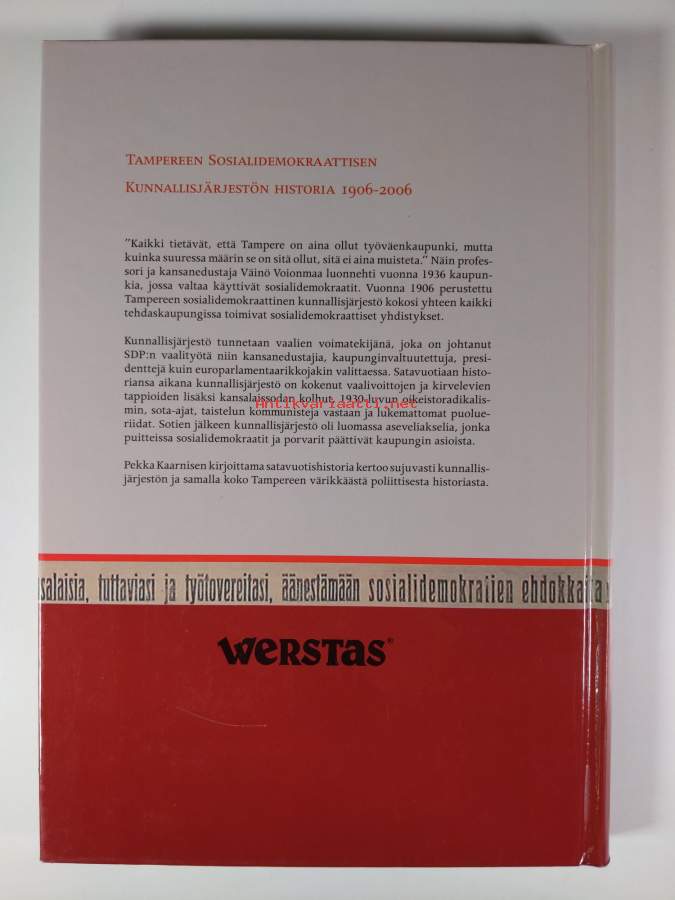 Tampereen Sosialidemokraattisen
Kunnallisjärjestön historia 1906-2006
"Kaikki tietävät, että Tampere on aina ollut työväenkaupunki, mutta
kuinka suuressa määrin se on sitä ollut, sitä ei aina muisteta." Näin profes-
sori ja kansanedustaja Väinö Voionmaa luonnehti vuonna 1936 kaupun-
kia, jossa valtaa käyttivät sosialidemokraatit. Vuonna 1906 perustettu
Tampereen sosialidemokraattinen kunnallisjärjestö kokosi yhteen kaikki
tehdaskaupungissa toimivat sosialidemokraattiset yhdistykset.
Kunnallisjärjestö tunnetaan vaalien voimatekijänä, joka on johtanut
SDP:n vaalityötä niin kansanedustajia, kaupunginvaltuutettuja, presi-
denttejä kuin europarlamentaarikkojakin valittaessa. Satavuotiaan histo-
riansa aikana kunnallisjärjestö on kokenut vaalivoittojen ja kirvelevien
tappioiden lisäksi kansalaissodan kolhut, 1930-luvun oikeistoradikalis-
Antikvariaatti.net
min, sota-ajat, taistelun kommunisteja vastaan ja lukemattomat puolue-
riidat. Sotien jälkeen kunnallisjärjestö oli luomassa aseveliakselia, jonka
puitteissa sosialidemokraatit ja porvarit päättivät kaupungin asioista.
Pekka Kaarnisen kirjoittama satavuotishistoria kertoo sujuvasti kunnallis-
järjestön ja samalla koko Tampereen värikkäästä poliittisesta historiasta.
salaisia, tuttaviasi ja työtovereitasi, äänestämään sosialidemokratien ehdokkaita
WERSTAS®